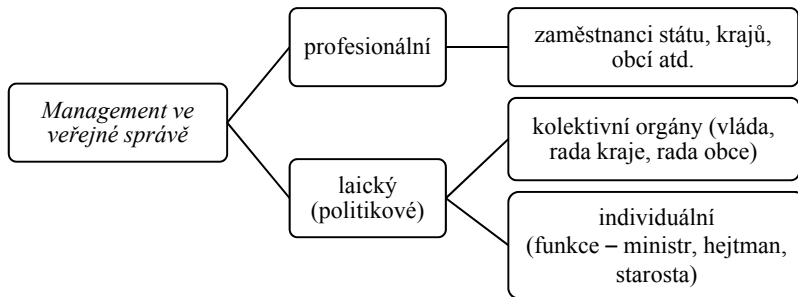 Management ve
veřejné správě
profesionální
zaměstnanci státu, krajů,
obcí atd.
laický
(politikové)
kolektivní orgány (vláda,
rada kraje, rada obce)
individuální
(funkce – ministr, hejtman,
starosta)